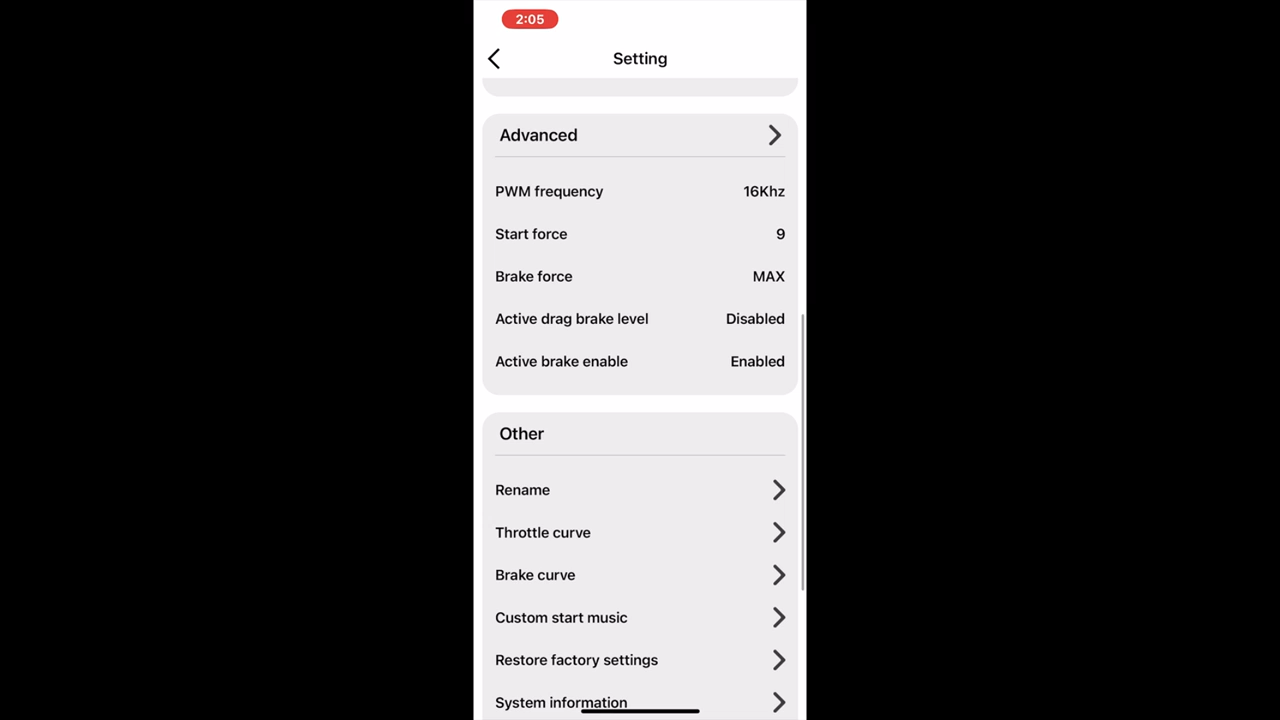 2:05
Setting
Advanced
PWM frequency 16Khz
Start force 9
Brake force MAX
Active drag brake level Disabled
Active brake enable Enabled
Other
Rename
Throttle curve
Brake curve
Custom start music
Restore factory settings
System information